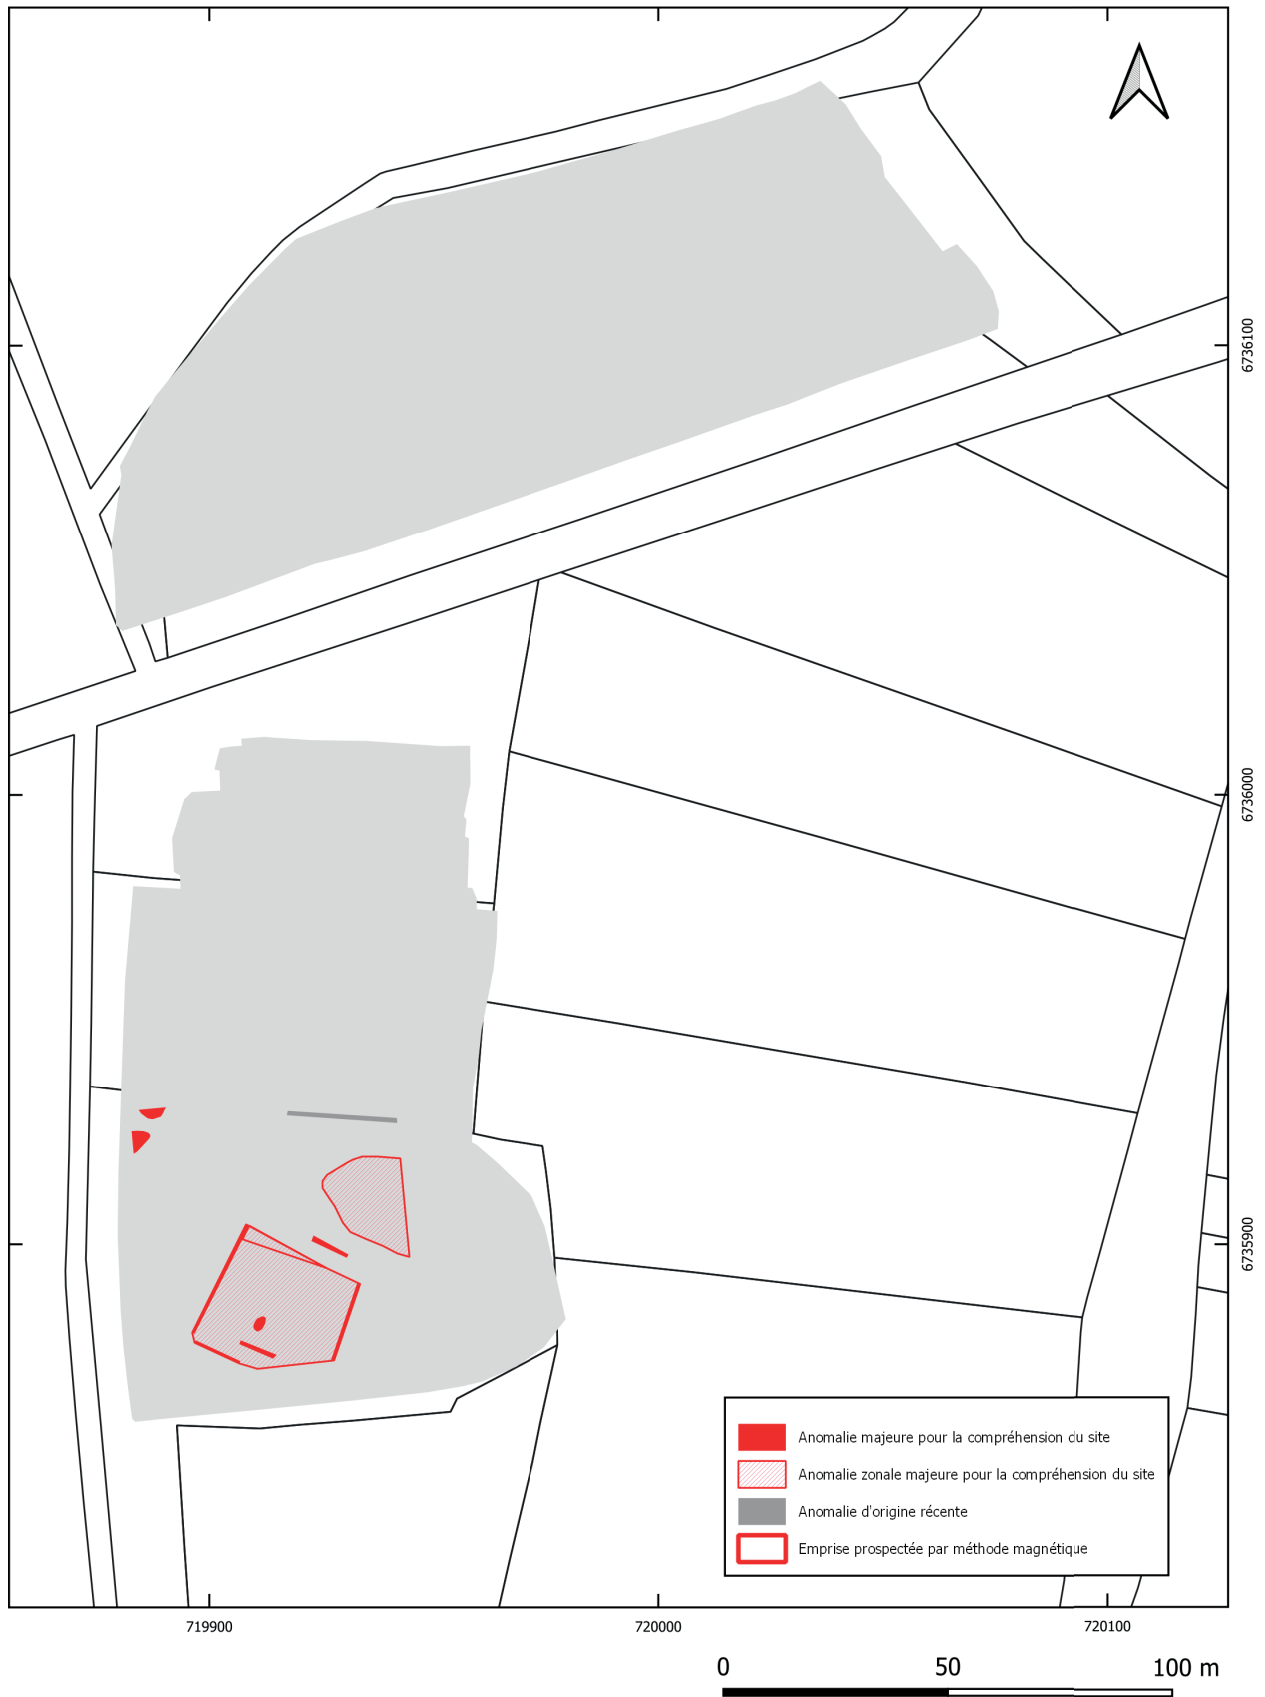 6736100
6736000
6735900
Anomalie majeure pour la compréhension du site
Anomalie zonale majeure pour la compréhension du site
Anomalie d'origine récente
Emprise prospectée par méthode magnétique
719900
720000
720100
0 50 100 m